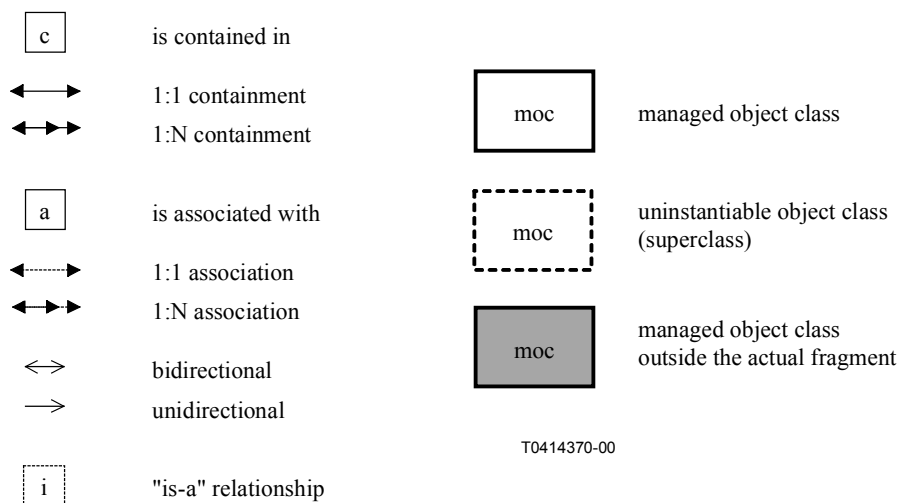 c
is contained in
1:1 containment
1:N containment
a
is associated with
1:1 association
1:N association
bidirectional
unidirectional
i
"is-a" relationship
moc
managed object class
moc
uninstantiable object class
(superclass)
moc
managed object class
outside the actual fragment
T0414370-00